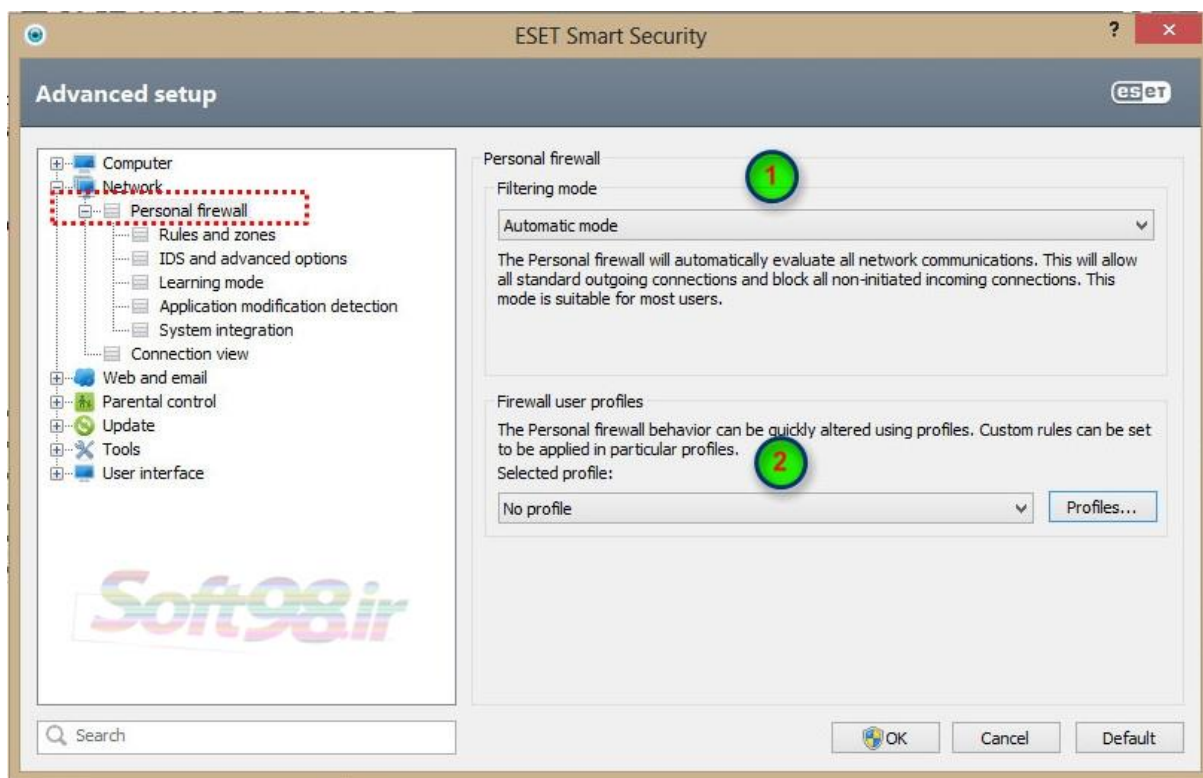 ESET Smart Security
?
Advanced setup
eseT
Computer
Network
Personal firewall
Rules and zones
IDS and advanced options
Learning mode
Application modification detection
System integration
Connection view
Web and email
Parental control
Update
Tools
User interface
Soft98.ir
Search
Personal firewall
1
Filtering mode
Automatic mode
The Personal firewall will automatically evaluate all network communications. This will allow
all standard outgoing connections and block all non-initiated incoming connections. This
mode is suitable for most users.
Firewall user profiles
The Personal firewall behavior can be quickly altered using profiles. Custom rules can be set
to be applied in particular profiles.
2
Selected profile:
No profile
Profiles...
OK
Cancel
Default